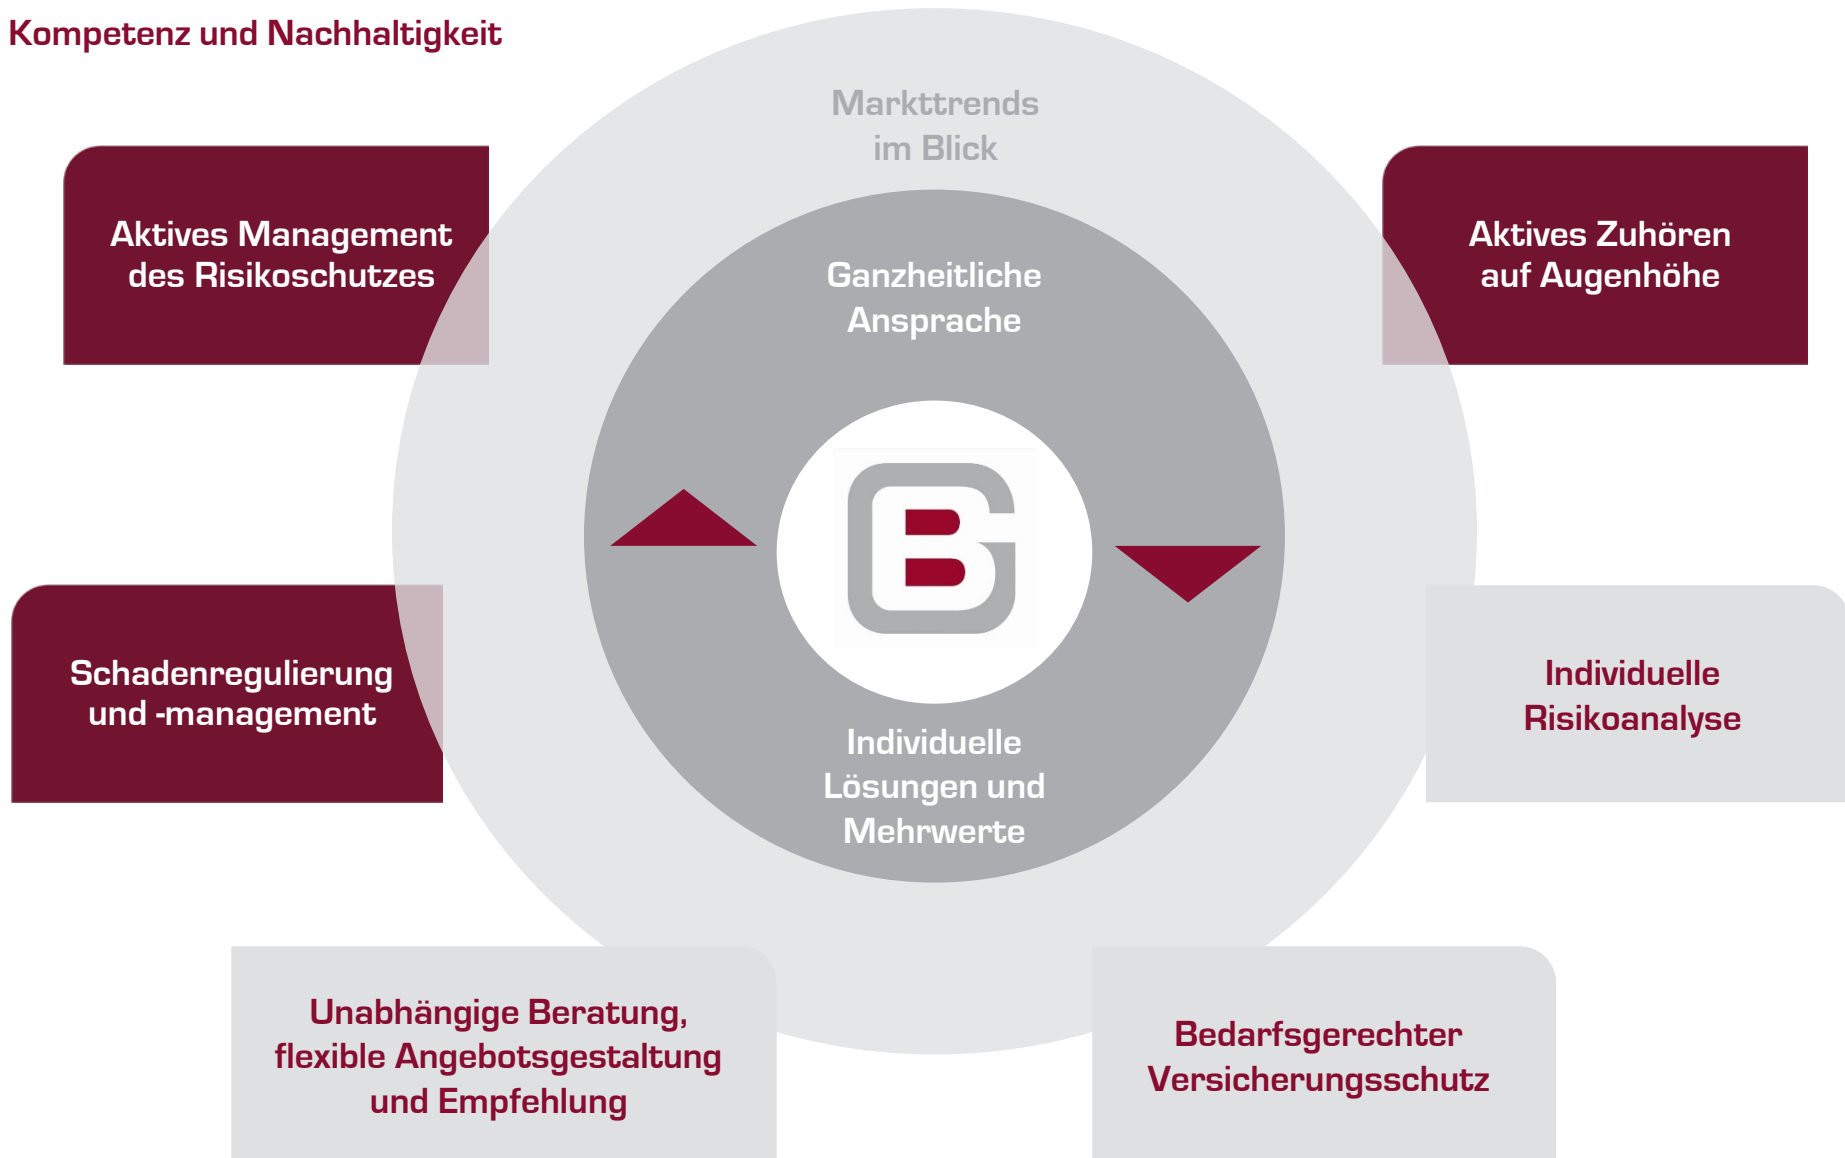 Kompetenz und Nachhaltigkeit
Markttrends
im Blick
Aktives Management
des Risikoschutzes
Aktives Zuhören
auf Augenhöhe
Ganzheitliche
Ansprache
GB
Schadenregulierung
und -management
Individuelle
Risikoanalyse
Individuelle
Lösungen und
Mehrwerte
Unabhängige Beratung,
flexible Angebotsgestaltung
und Empfehlung
Bedarfsgerechter
Versicherungsschutz